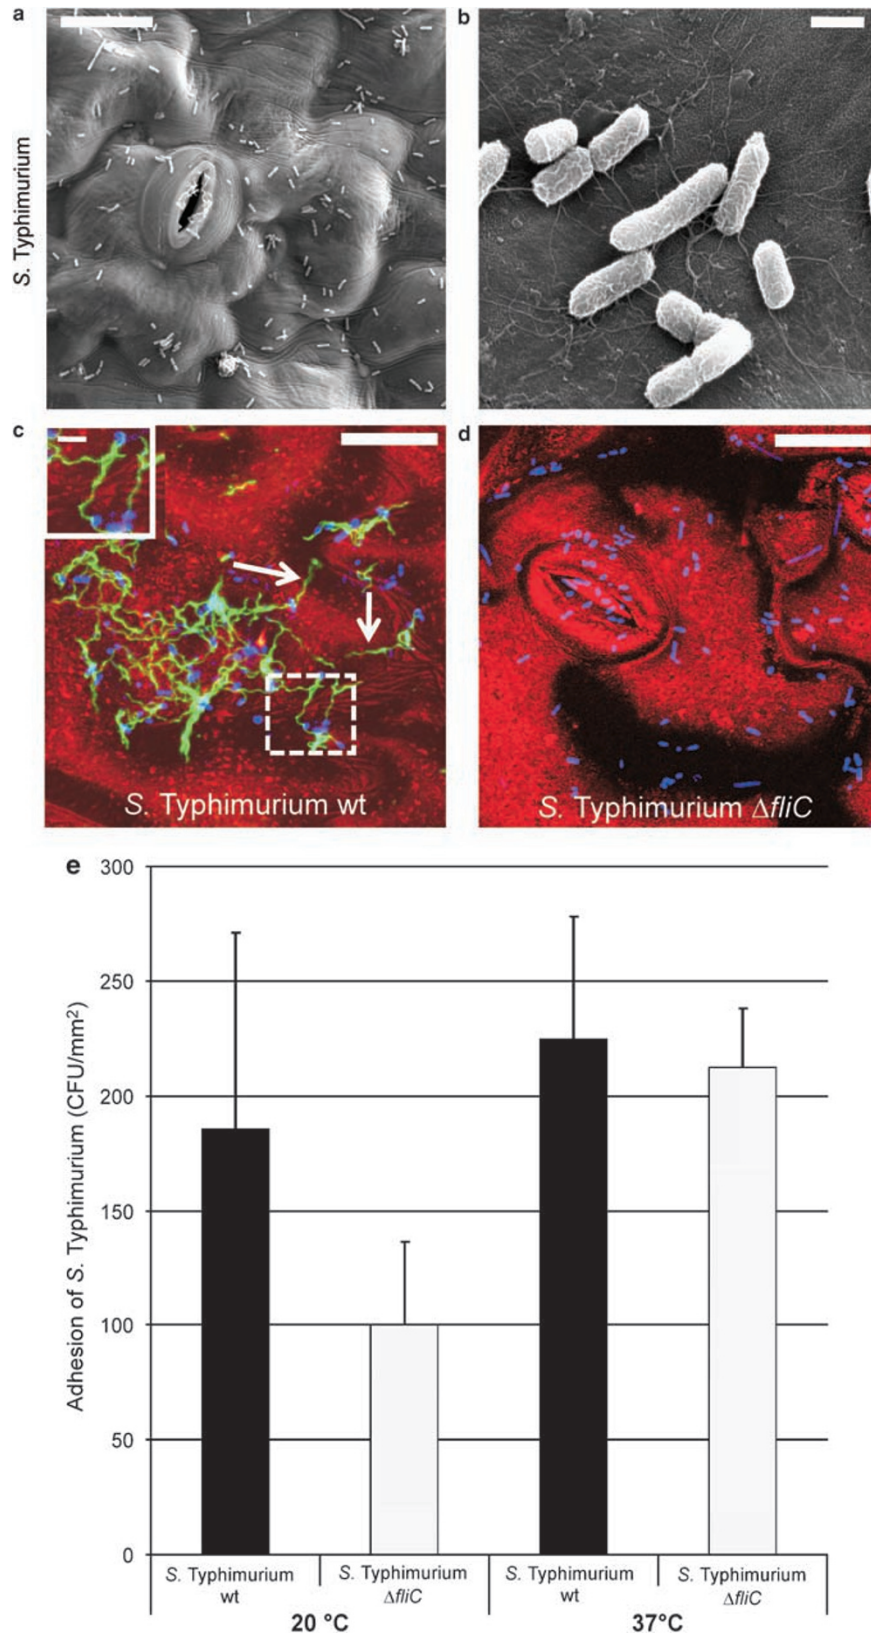 a
b
S. Typhimurium
c
d
S. Typhimurium wt
S. Typhimurium ΔfliC
e
300
250
200
150
100
50
0
Adhesion of S. Typhimurium (CFU/mm²)
S. Typhimurium
wt
S. Typhimurium
ΔfliC
S. Typhimurium
wt
S. Typhimurium
ΔfliC
20 °C
37°C